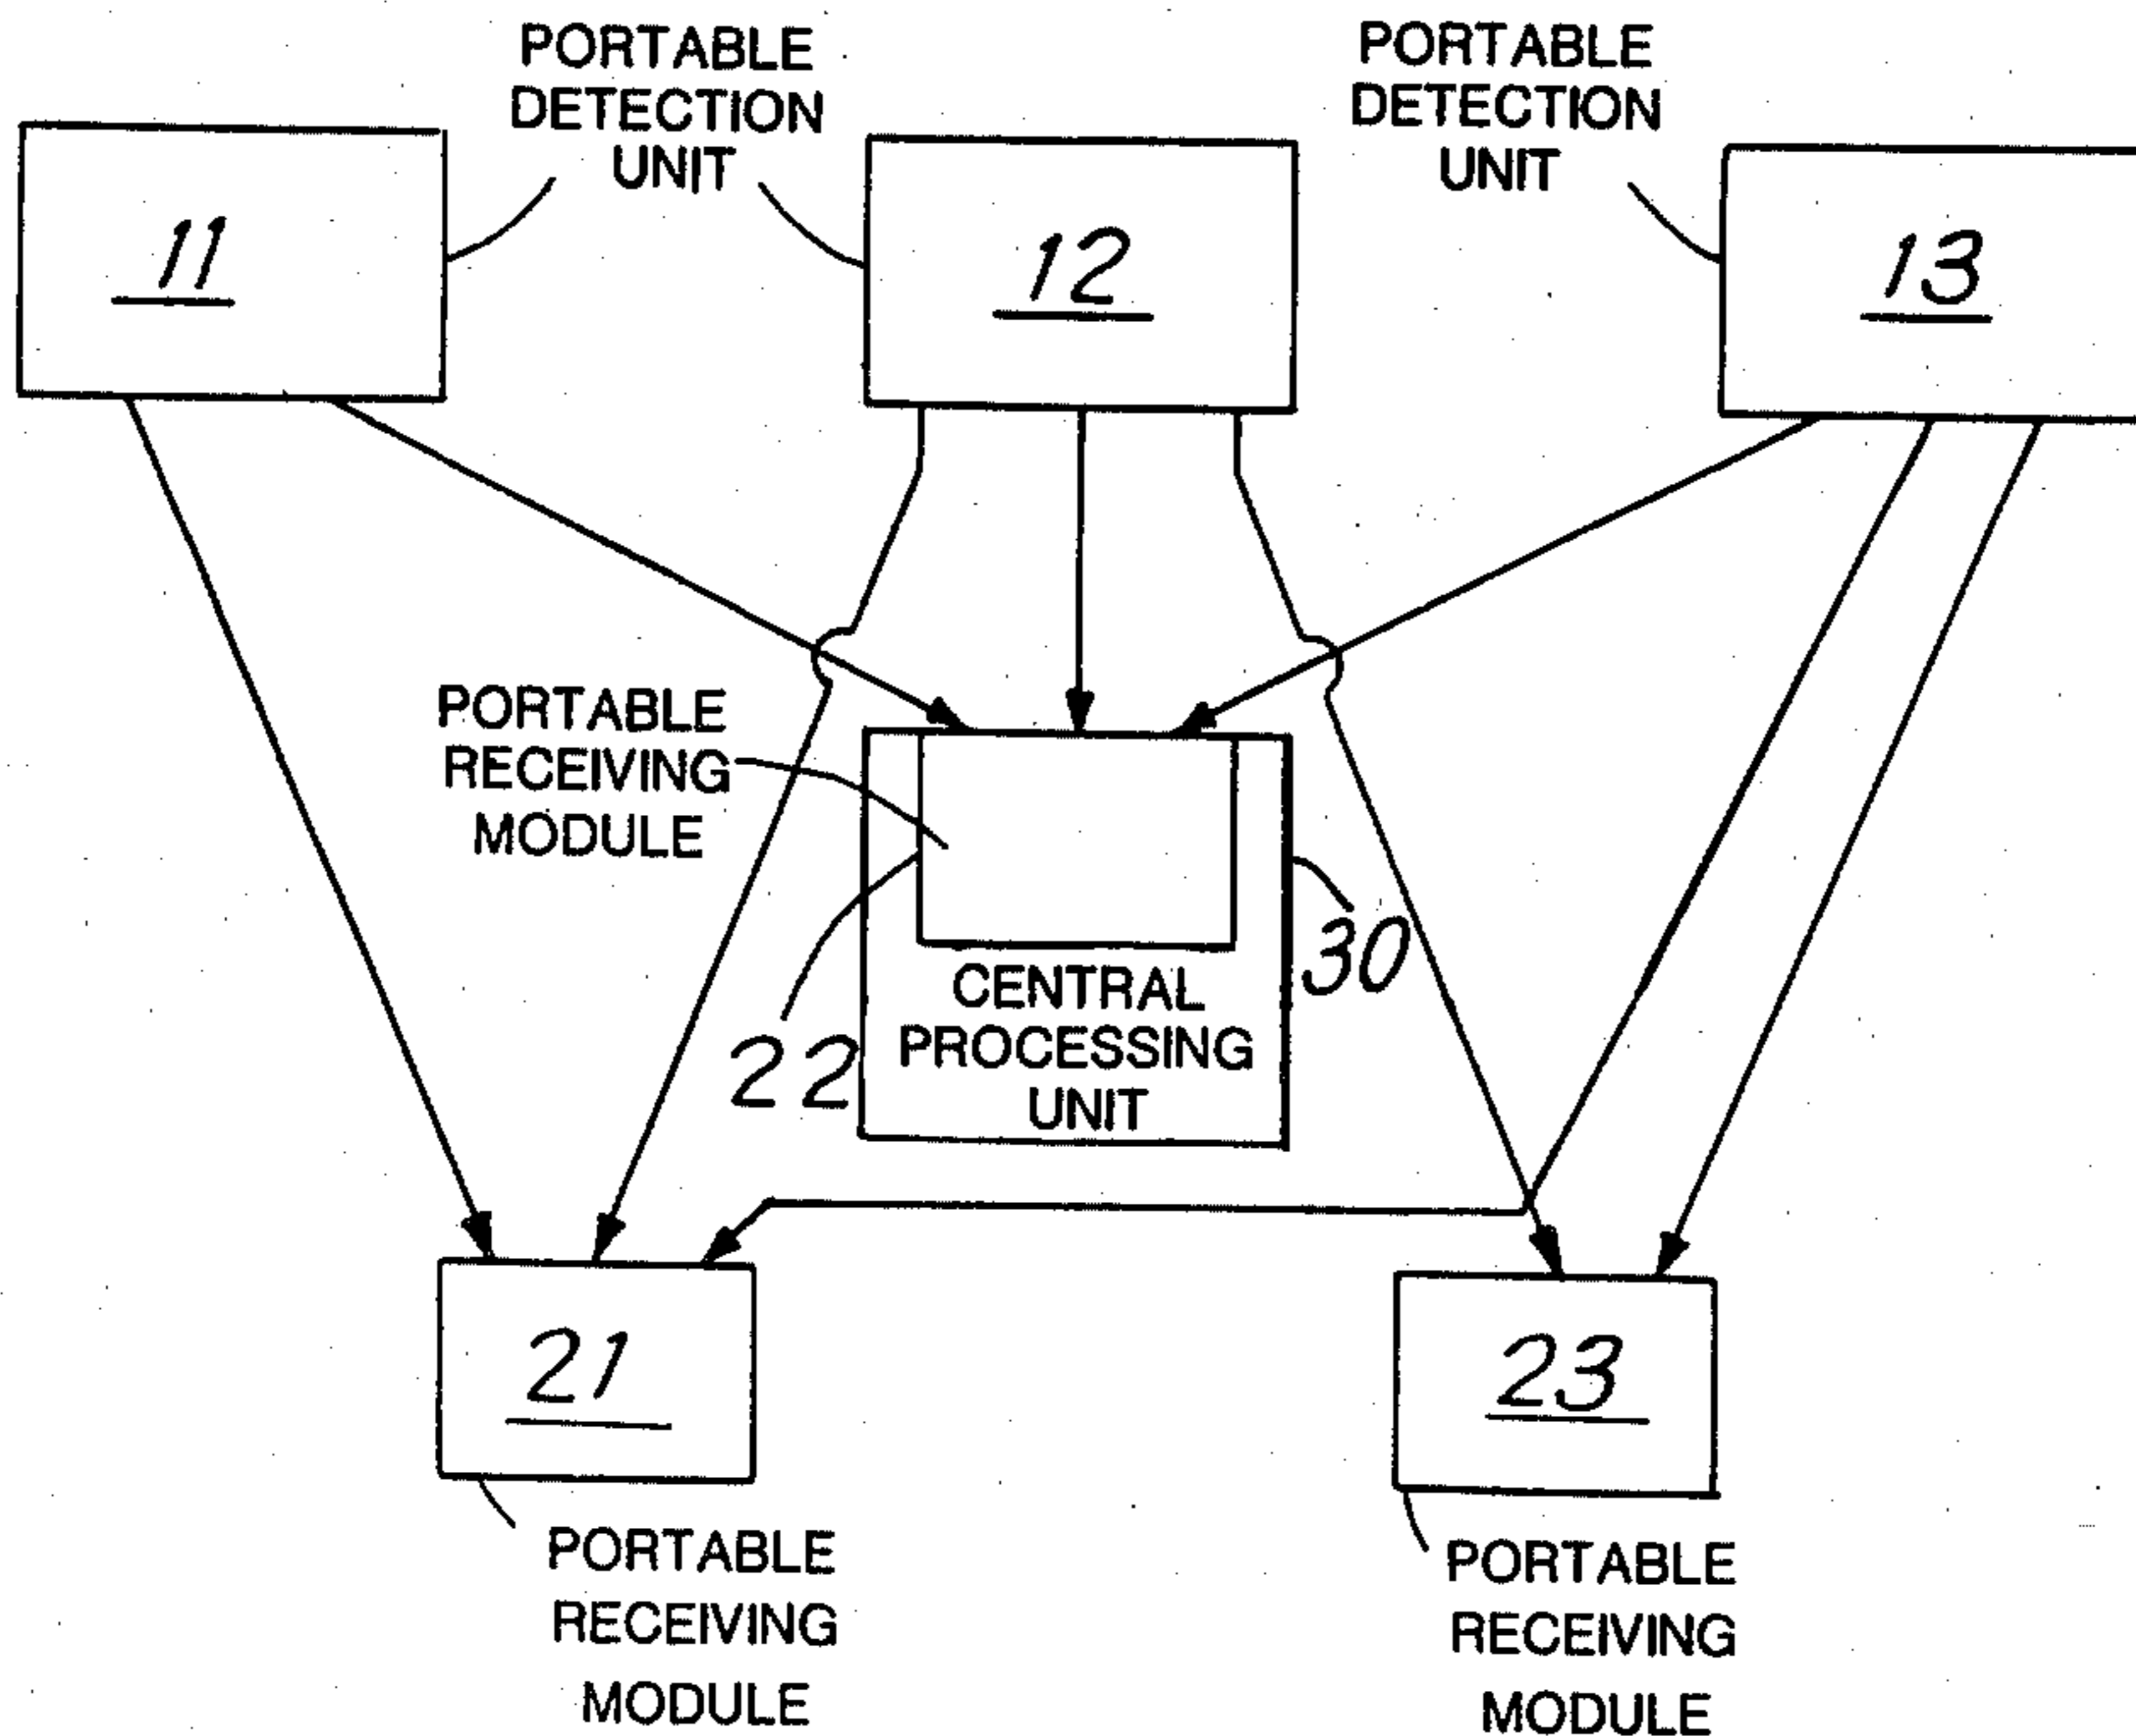 PORTABLE
DETECTION
UNIT
PORTABLE
DETECTION
UNIT
11
12
13
PORTABLE
RECEIVING
MODULE
22
30
CENTRAL
PROCESSING
UNIT
21
23
PORTABLE
RECEIVING
MODULE
PORTABLE
RECEIVING
MODULE